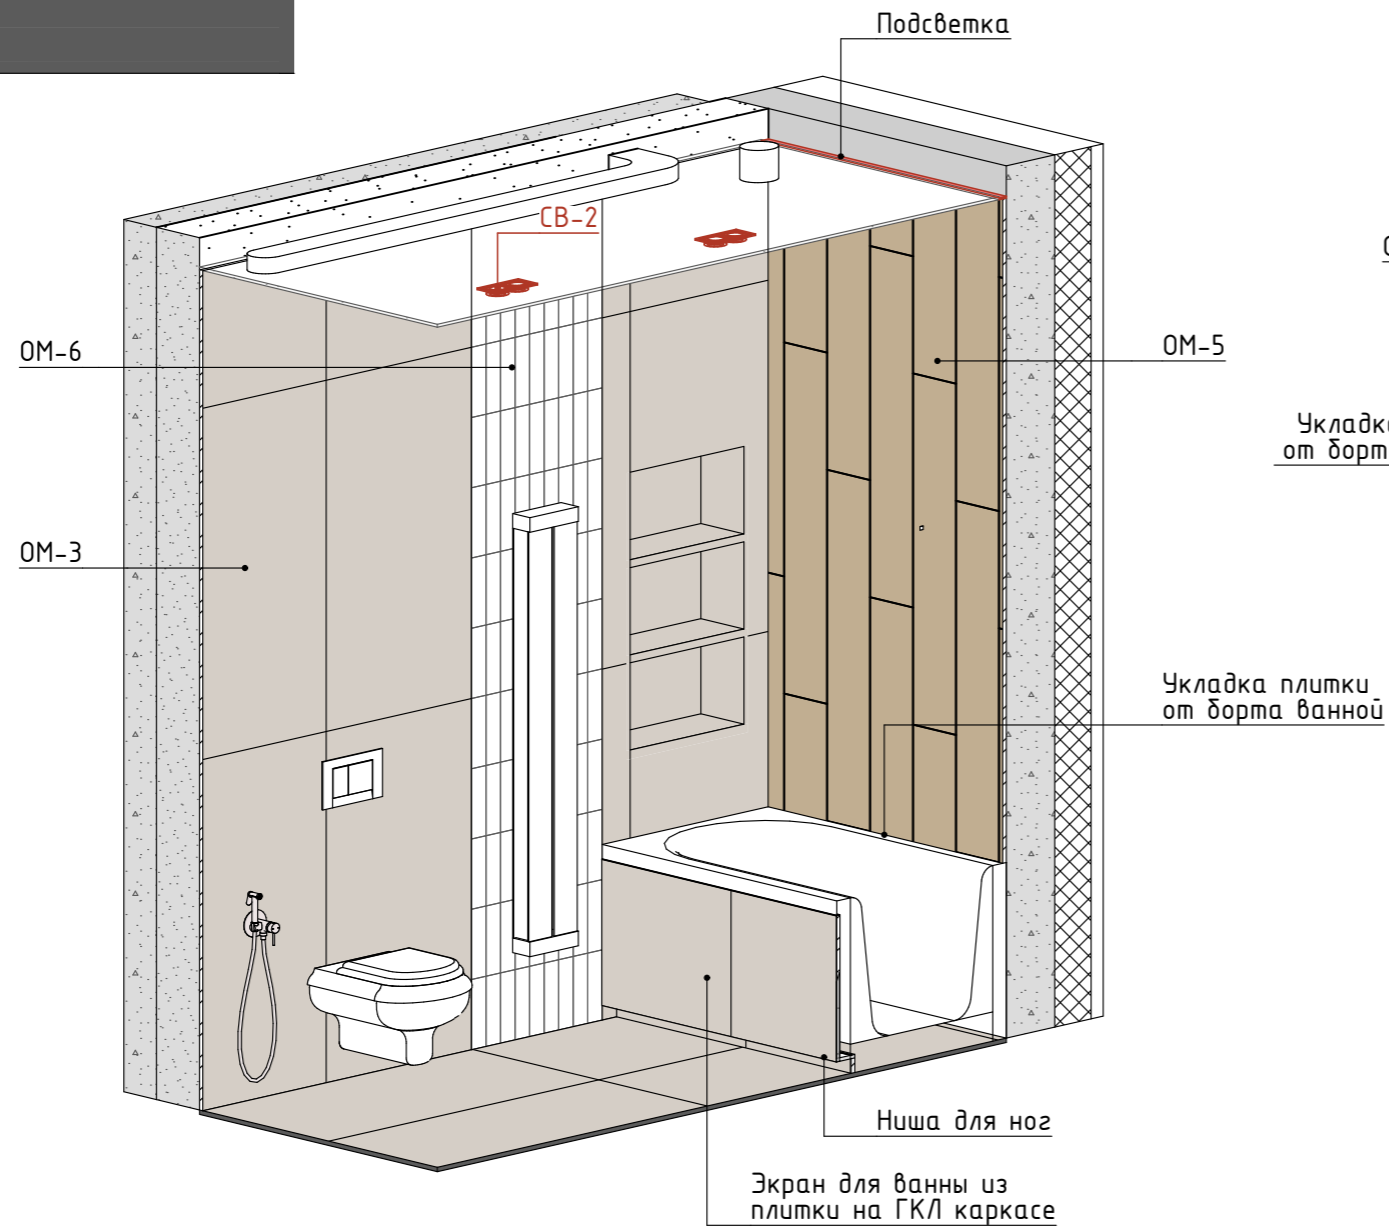 Подсветка
СВ-2
ОМ-6
ОМ-5
Укладка
от борт
ОМ-3
Укладка плитки
от борта ванной
Ниша для ног
Экран для ванны из
плитки на ГКЛ каркасе